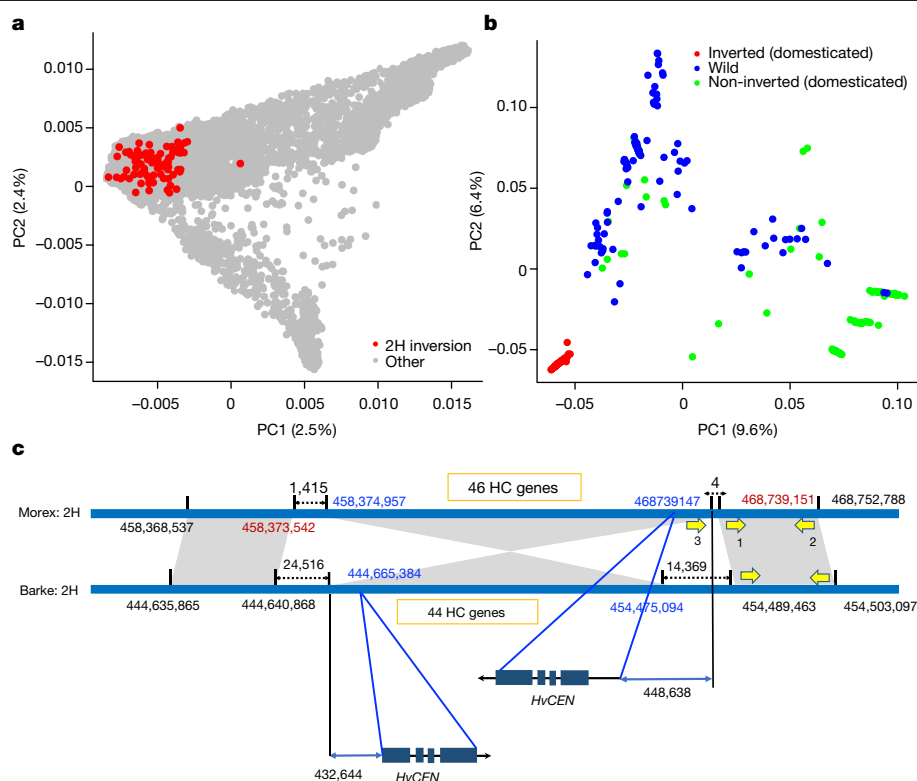 a
0.010
0.005
0
−0.005
−0.010
−0.015
PC2 (2.4%)
2H inversion
Other
−0.005
0
0.005
0.010
0.015
PC1 (2.5%)
b
Inverted (domesticated)
Wild
Non-inverted (domesticated)
0.10
0.05
0
−0.05
PC2 (6.4%)
−0.05
0
0.05
0.10
PC1 (9.6%)
c
1,415
458,374,957
46 HC genes
468739147
4
468,739,151
468,752,788
Morex: 2H
458,368,537
458,373,542
3
1
2
24,516
444,665,384
14,369
Barke: 2H
444,635,865
444,640,868
44 HC genes
454,475,094
454,489,463
454,503,097
HvCEN
448,638
432,644
HvCEN